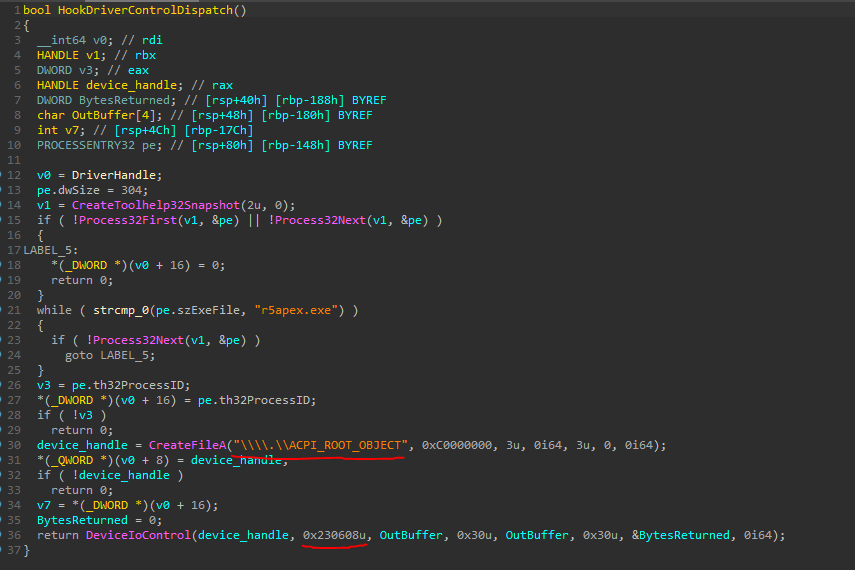 1 bool HookDriverControlDispatch()
2 {
3   __int64 v0; // rdi
4   HANDLE v1; // rbx
5   DWORD v3; // eax
6   HANDLE device_handle; // rax
7   DWORD BytesReturned; // [rsp+40h] [rbp-188h] BYREF
8   char OutBuffer[4]; // [rsp+48h] [rbp-180h] BYREF
9   int v7; // [rsp+4Ch] [rbp-17Ch]
10   PROCESSENTRY32 pe; // [rsp+80h] [rbp-148h] BYREF
11
12   v0 = DriverHandle;
13   pe.dwSize = 304;
14   v1 = CreateToolhelp32Snapshot(2u, 0);
15   if ( !Process32First(v1, &pe) || !Process32Next(v1, &pe) )
16   {
17 LABEL_5:
18     *(_DWORD *)(v0 + 16) = 0;
19     return 0;
20   }
21   while ( strcmp_0(pe.szExeFile, "r5apex.exe") )
22   {
23     if ( !Process32Next(v1, &pe) )
24       goto LABEL_5;
25   }
26   v3 = pe.th32ProcessID;
27   *(_DWORD *)(v0 + 16) = pe.th32ProcessID;
28   if ( !v3 )
29     return 0;
30   device_handle = CreateFileA("\\\\.\\ACPI_ROOT_OBJECT", 0xC0000000, 3u, 0i64, 3u, 0, 0i64);
31   *(_QWORD *)(v0 + 8) = device_handle;
32   if ( !device_handle )
33     return 0;
34   v7 = *(_DWORD *)(v0 + 16);
35   BytesReturned = 0;
36   return DeviceIoControl(device_handle, 0x230608u, OutBuffer, 0x30u, OutBuffer, 0x30u, &BytesReturned, 0i64);
37 }